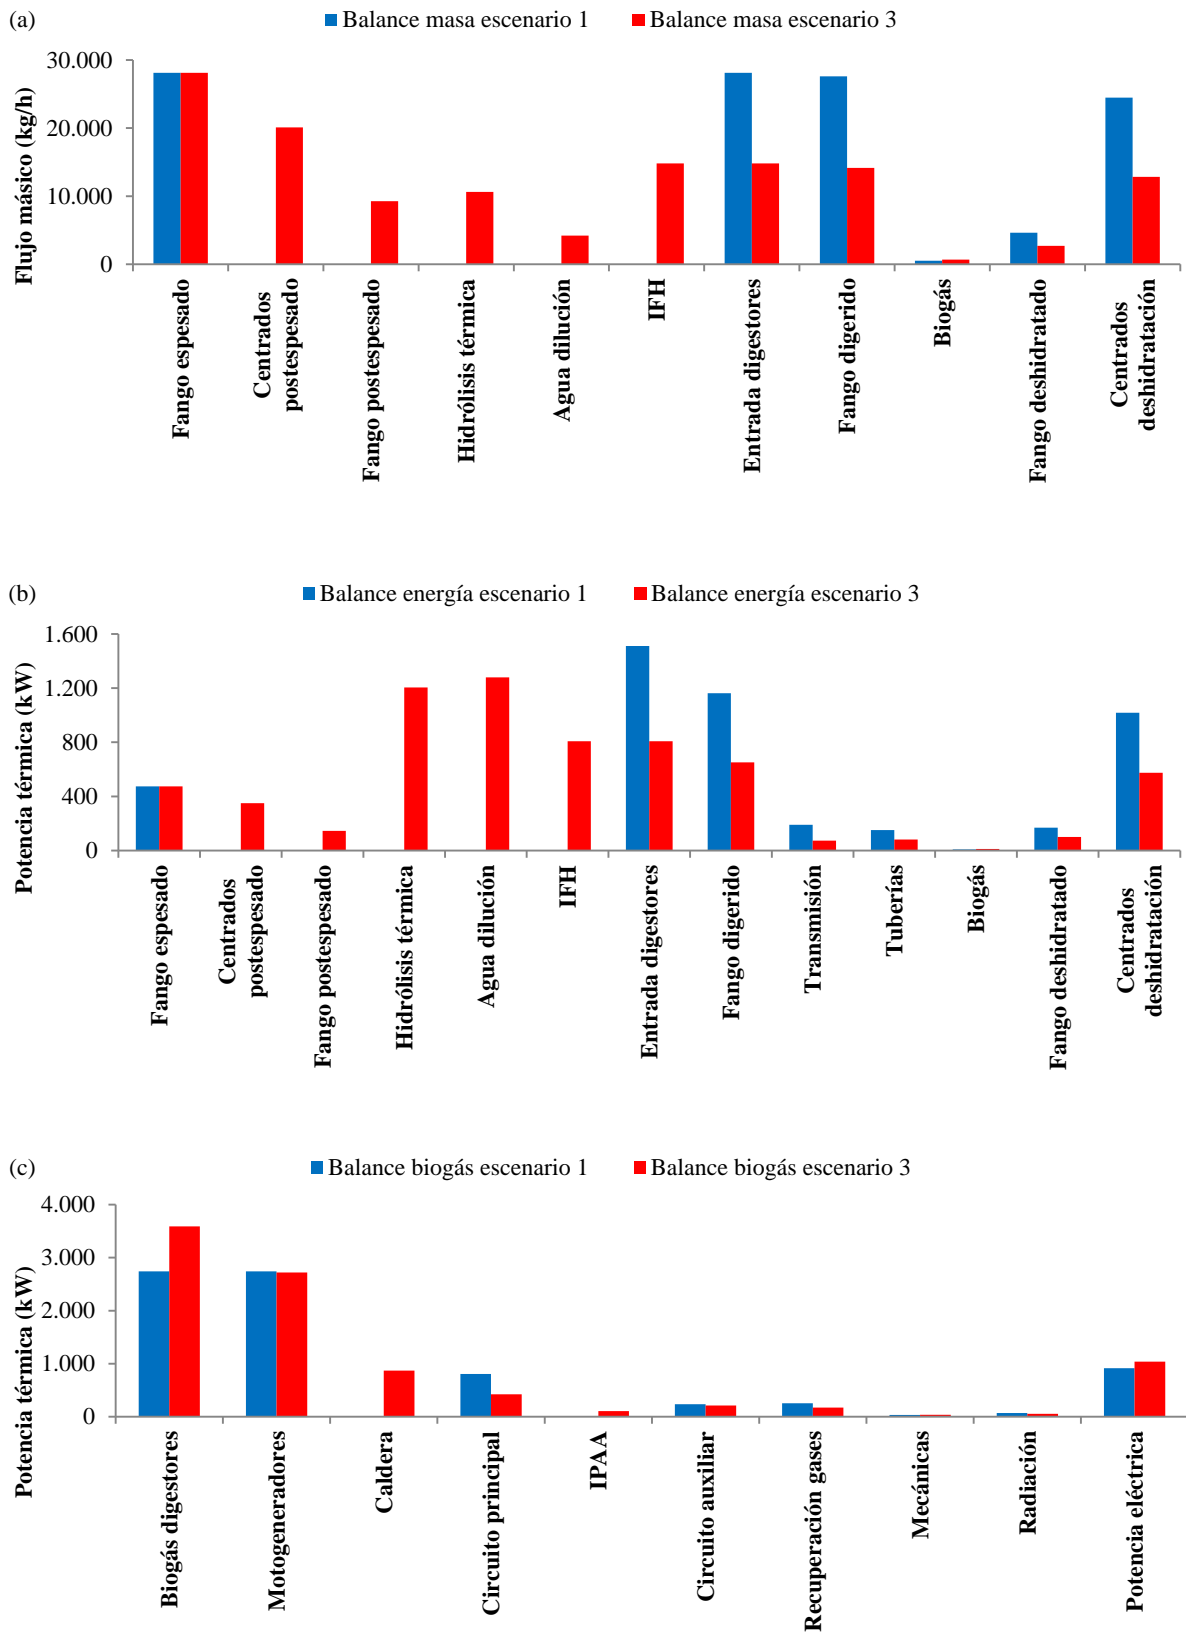 (a)
Balance masa escenario 1
Balance masa escenario 3
Flujo másico (kg/h)
30.000
20.000
10.000
0
Fango espesado
Centrados
postespesado
Fango postespesado
Hidrólisis térmica
Agua dilución
IFH
Entrada digestores
Fango digerido
Biogás
Fango deshidratado
Centrados
deshidratación
(b)
Balance energía escenario 1
Balance energía escenario 3
Potencia térmica (kW)
1.600
1.200
800
400
0
Fango espesado
Centrados
postespesado
Fango postespesado
Hidrólisis térmica
Agua dilución
IFH
Entrada digestores
Fango digerido
Transmisión
Tuberías
Biogás
Fango deshidratado
Centrados
deshidratación
(c)
Balance biogás escenario 1
Balance biogás escenario 3
Potencia térmica (kW)
4.000
3.000
2.000
1.000
0
Biogás digestores
Motogeneradores
Caldera
Circuito principal
IPAA
Circuito auxiliar
Recuperación gases
Mecánicas
Radiación
Potencia eléctrica